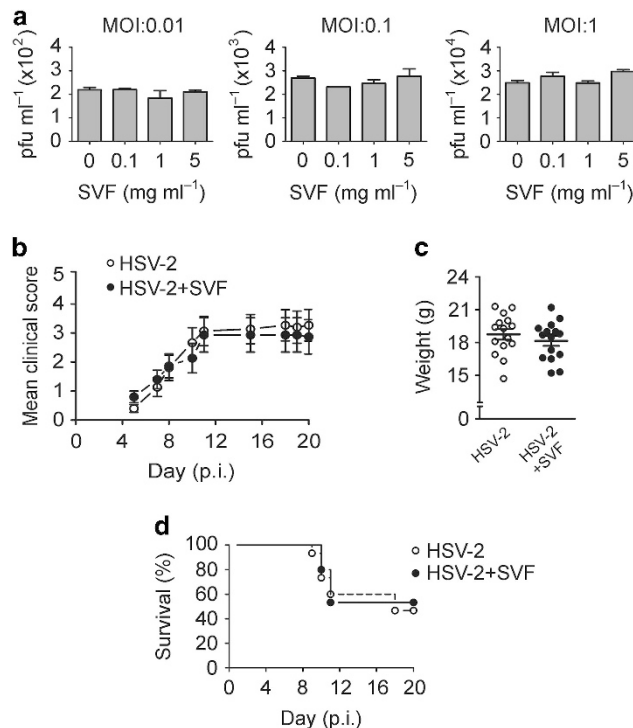 a
MOI:0.01
MOI:0.1
MOI:1
pfu ml⁻¹ (x10²)
4
3
2
1
0
0 0.1 1 5
SVF (mg ml⁻¹)
pfu ml⁻¹ (x10³)
4
3
2
1
0
0 0.1 1 5
SVF (mg ml⁻¹)
pfu ml⁻¹ (x10⁴)
4
3
2
1
0
0 0.1 1 5
SVF (mg ml⁻¹)
b
HSV-2
HSV-2+SVF
Mean clinical score
5
4
3
2
1
0
0 4 8 12 16 20
Day (p.i.)
c
Weight (g)
24
21
18
15
0
HSV-2
HSV-2
+SVF
d
HSV-2
HSV-2+SVF
Survival (%)
100
80
60
40
20
0
0 4 8 12 16 20
Day (p.i.)